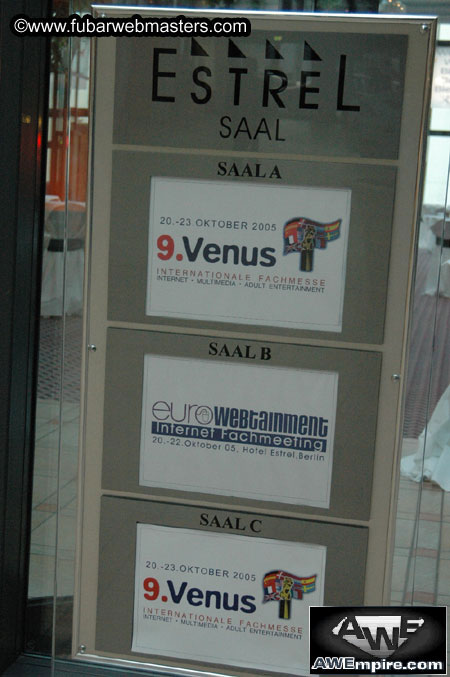 ©www.fubarwebmasters.com
ESTREL
SAAL
SAAL A
20.-23.OKTOBER 2005
9.Venus
INTERNATIONALE FACHMESSE
INTERNET • MULTIMEDIA • ADULT ENTERTAINMENT
SAAL B
euro WEBTAINMENT
Internet Fachmeeting
20.-22.Oktober 05, Hotel Estrel.Berlin
SAAL C
20.-23.OKTOBER 2005
9.Venus
INTERNATIONALE FACHMESSE
INTERNET • MULTIMEDIA • ADULT ENTERTAINMENT
AWE
AWEmpire.com